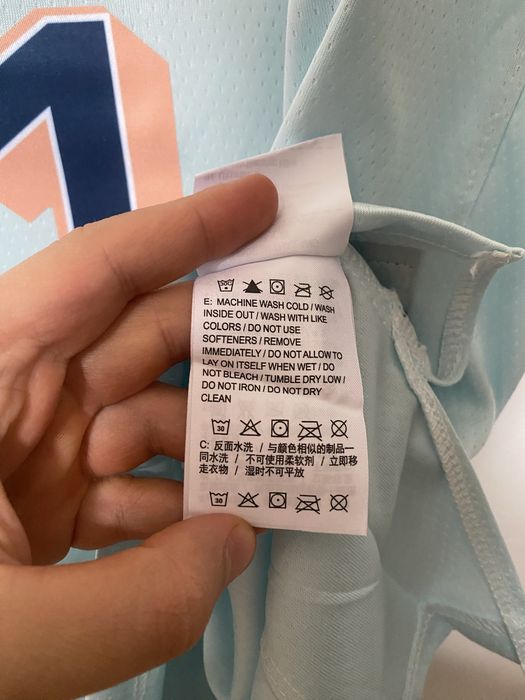 1
E: MACHINE WASH COLD / WASH
INSIDE OUT / WASH WITH LIKE
COLORS / DO NOT USE
SOFTENERS / REMOVE
IMMEDIATELY / DO NOT ALLOW TO
LAY ON ITSELF WHEN WET / DO
NOT BLEACH / TUMBLE DRY LOW /
DO NOT IRON / DO NOT DRY
CLEAN
30
C: 反面水洗 / 与颜色相似的制品一
同水洗 / 不可使用柔软剂 / 立即移
走衣物 / 湿时不可平放
30